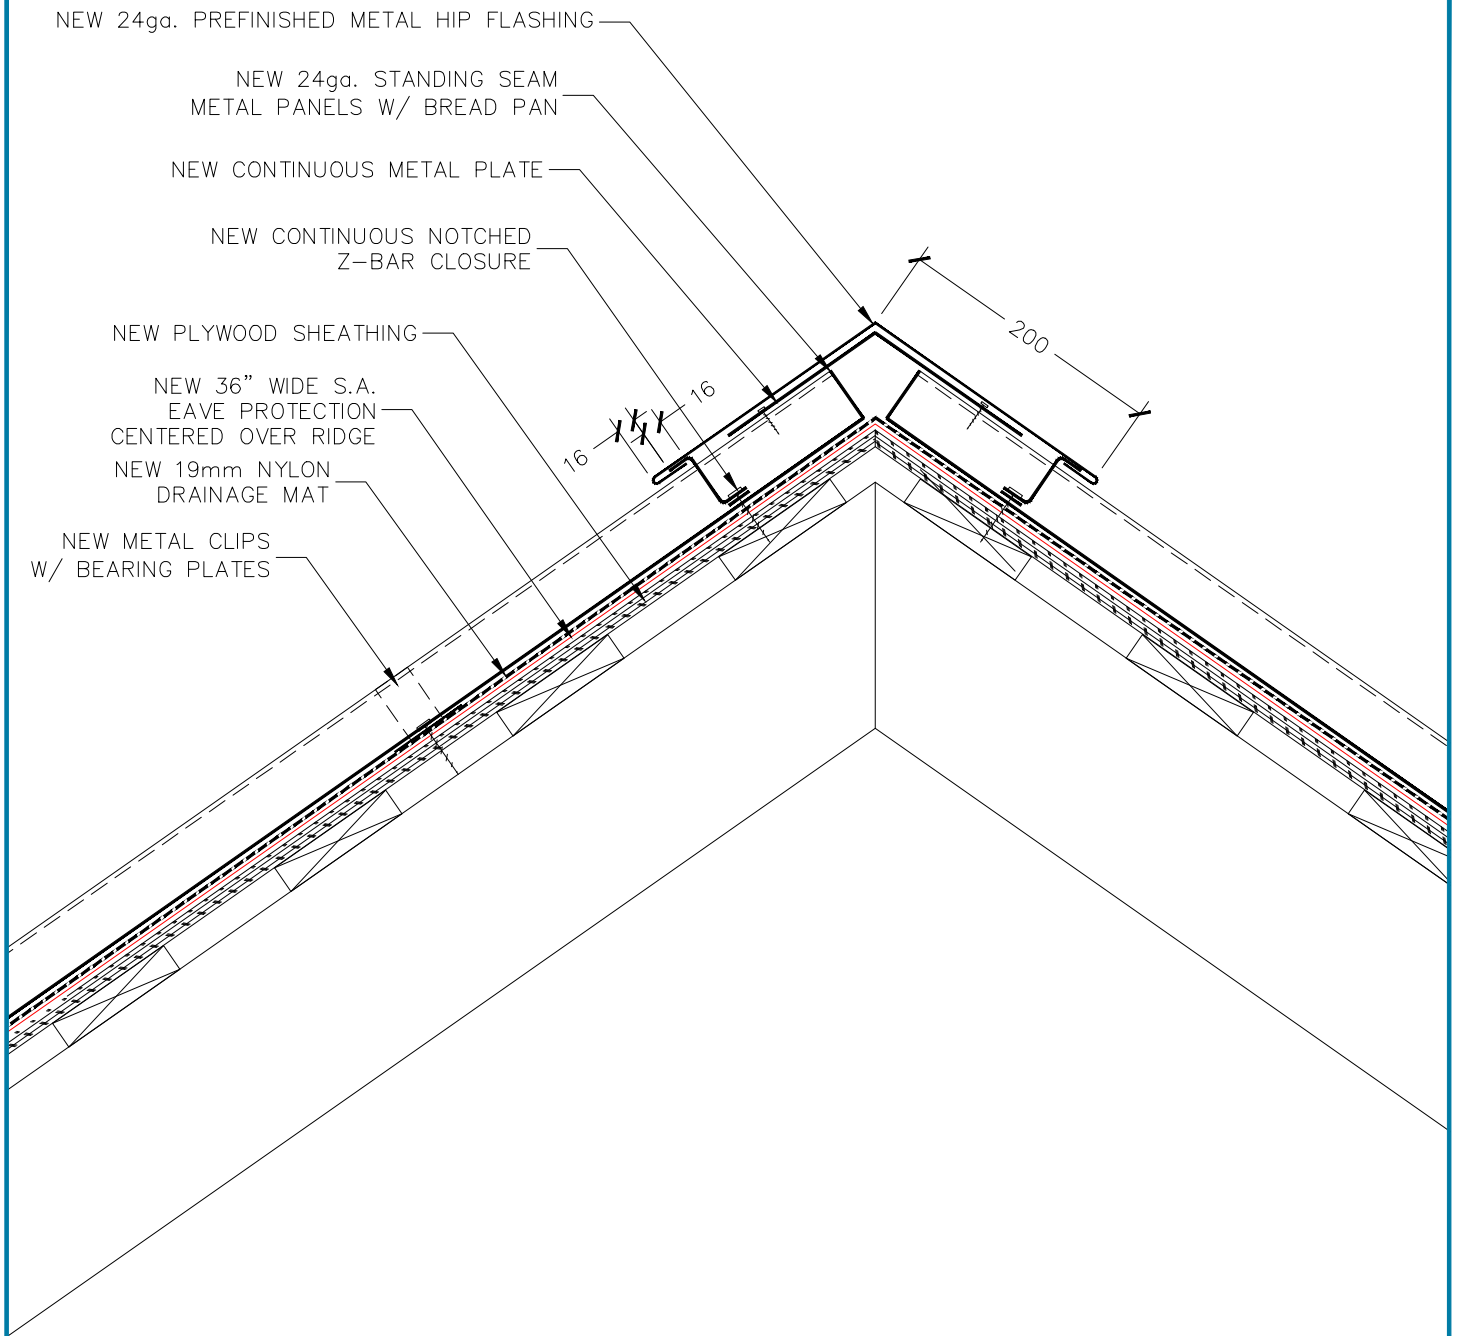 NEW 24ga. PREFINISHED METAL HIP FLASHING
NEW 24ga. STANDING SEAM
METAL PANELS W/ BREAD PAN
NEW CONTINUOUS METAL PLATE
NEW CONTINUOUS NOTCHED
Z-BAR CLOSURE
200
NEW PLYWOOD SHEATHING
NEW 36" WIDE S.A.
EAVE PROTECTION
CENTERED OVER RIDGE
16
16
NEW 19mm NYLON
DRAINAGE MAT
NEW METAL CLIPS
W/ BEARING PLATES